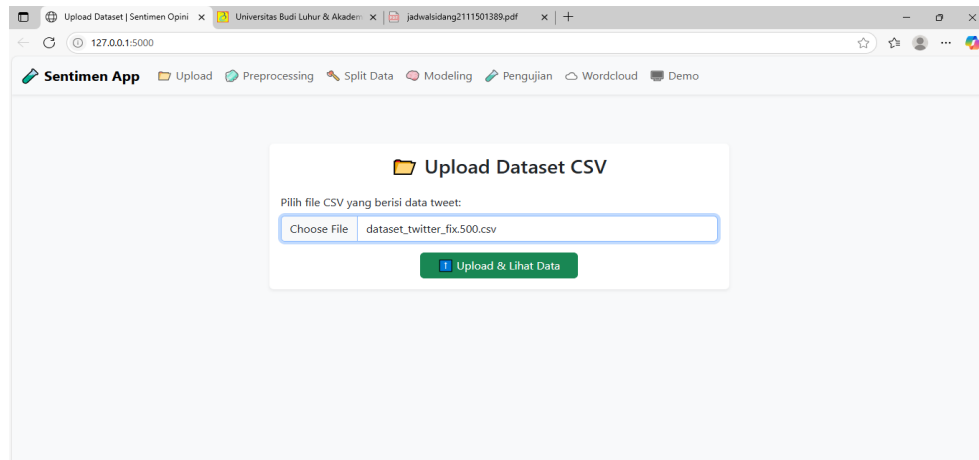 Upload Dataset | Sentimen Opini
Universitas Budi Luhur & Akadem
jadwalsidang2111501389.pdf
127.0.0.1:5000
Sentimen App Upload Preprocessing Split Data Modeling Pengujian Wordcloud Demo
Upload Dataset CSV
Pilih file CSV yang berisi data tweet:
Choose File dataset_twitter_fix.500.csv
Upload & Lihat Data